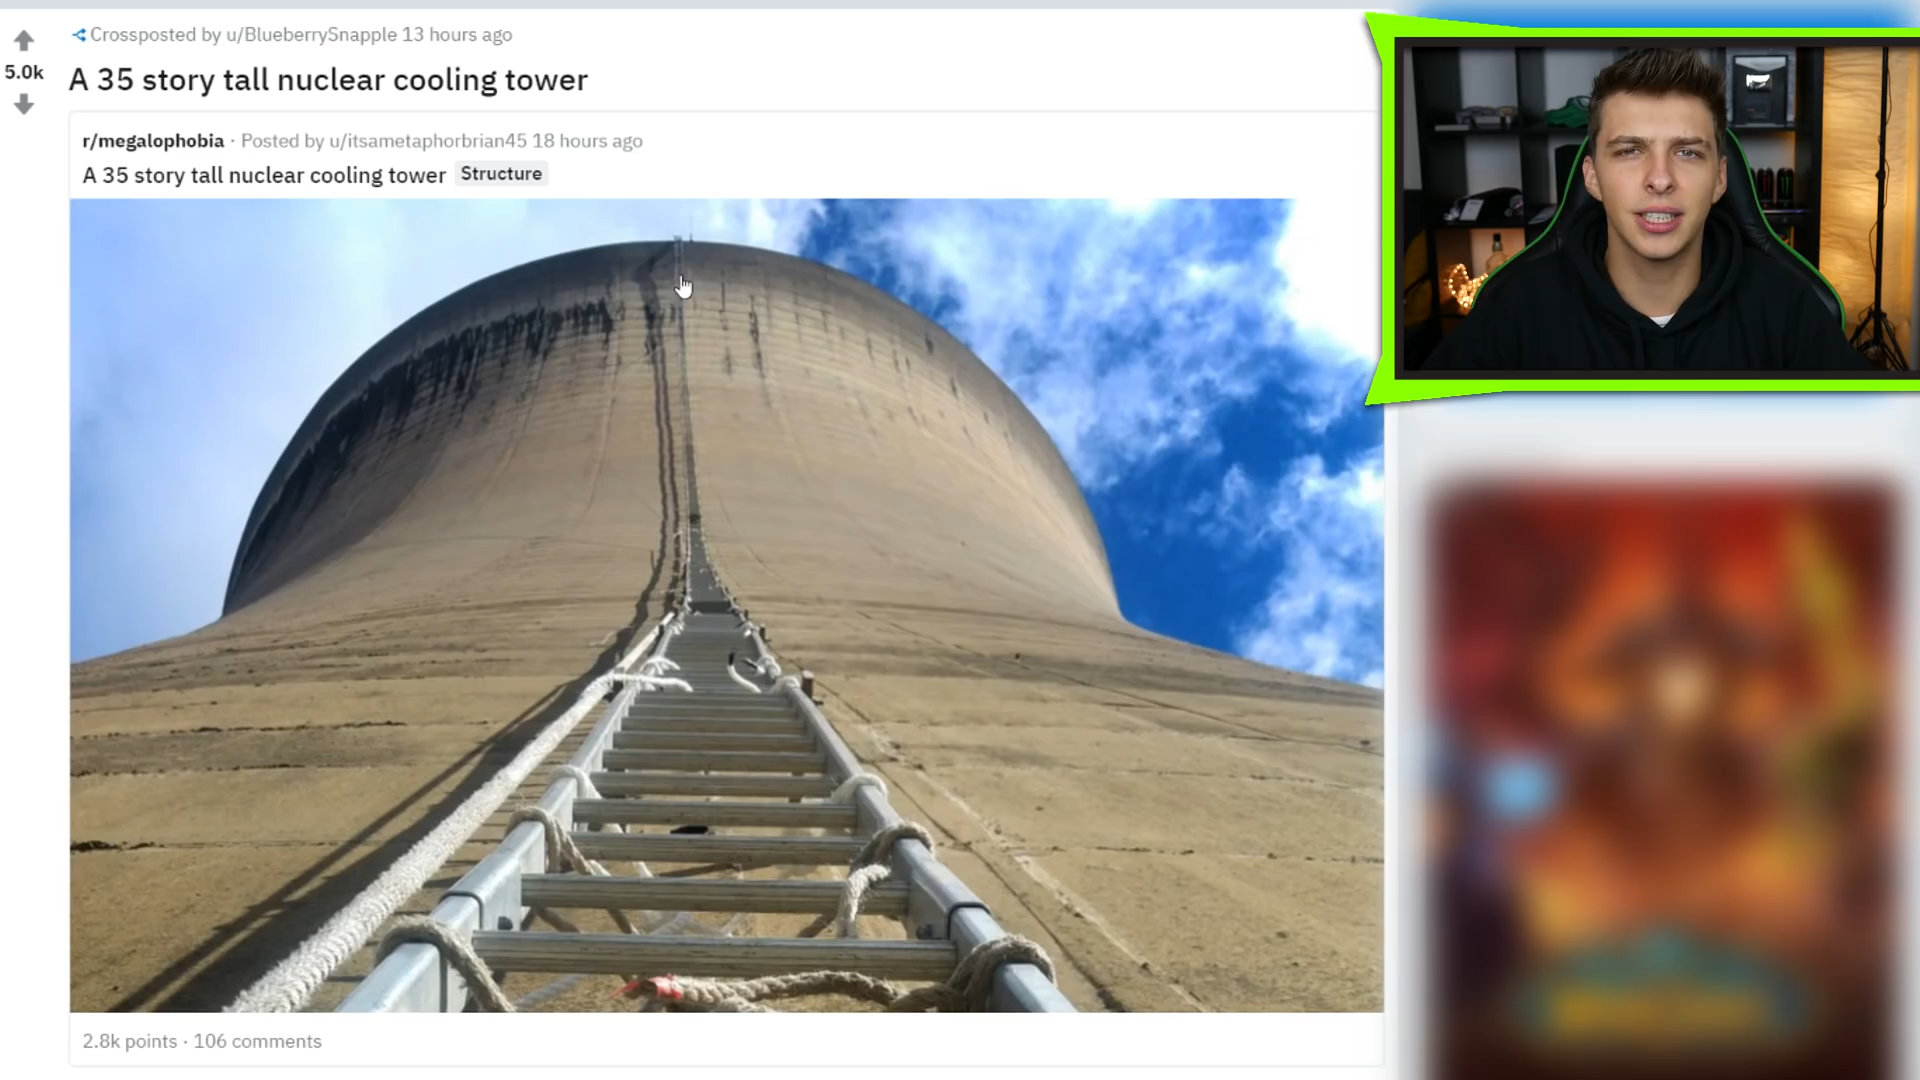 Crossposted by u/BlueberrySnapple 13 hours ago
5.0k
A 35 story tall nuclear cooling tower
r/megalophobia · Posted by u/itsametaphorbrian45 18 hours ago
A 35 story tall nuclear cooling tower Structure
2.8k points · 106 comments